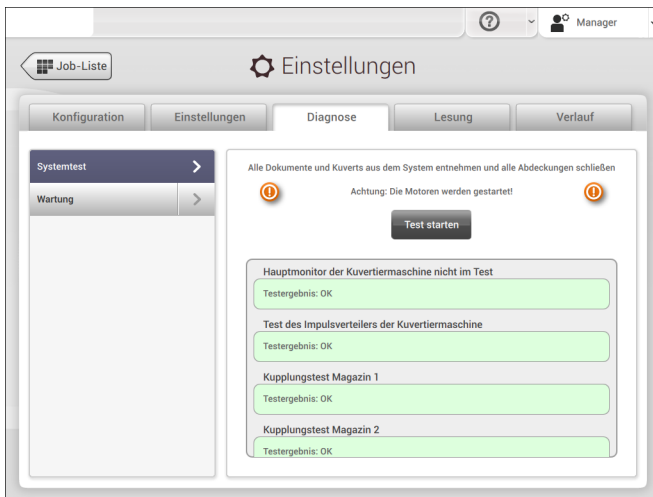 Manager
Job-Liste
Einstellungen
Konfiguration
Einstellungen
Diagnose
Lesung
Verlauf
Systemtest
Wartung
Alle Dokumente und Kuverts aus dem System entnehmen und alle Abdeckungen schließen
Achtung: Die Motoren werden gestartet!
Test starten
Hauptmonitor der Kuvertiermaschine nicht im Test
Testergebnis: OK
Test des Impulsverteilers der Kuvertiermaschine
Testergebnis: OK
Kupplungstest Magazin 1
Testergebnis: OK
Kupplungstest Magazin 2
Testergebnis: OK